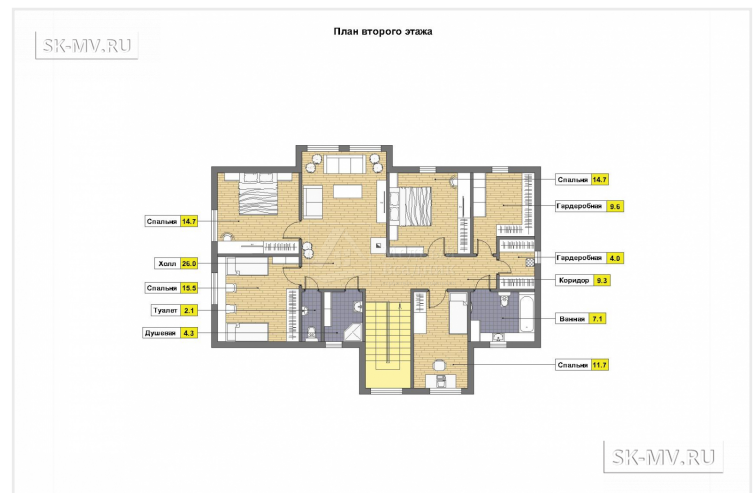 План второго этажа
SK-MV.RU
Спальня 14.7
Гардеробная 9.6
Спальня 14.7
Гардеробная 4.0
Холл 26.0
Коридор 9.3
Спальня 15.5
Туалет 2.1
Ванная 7.1
Душевая 4.3
Спальня 11.7
SK-MV.RU